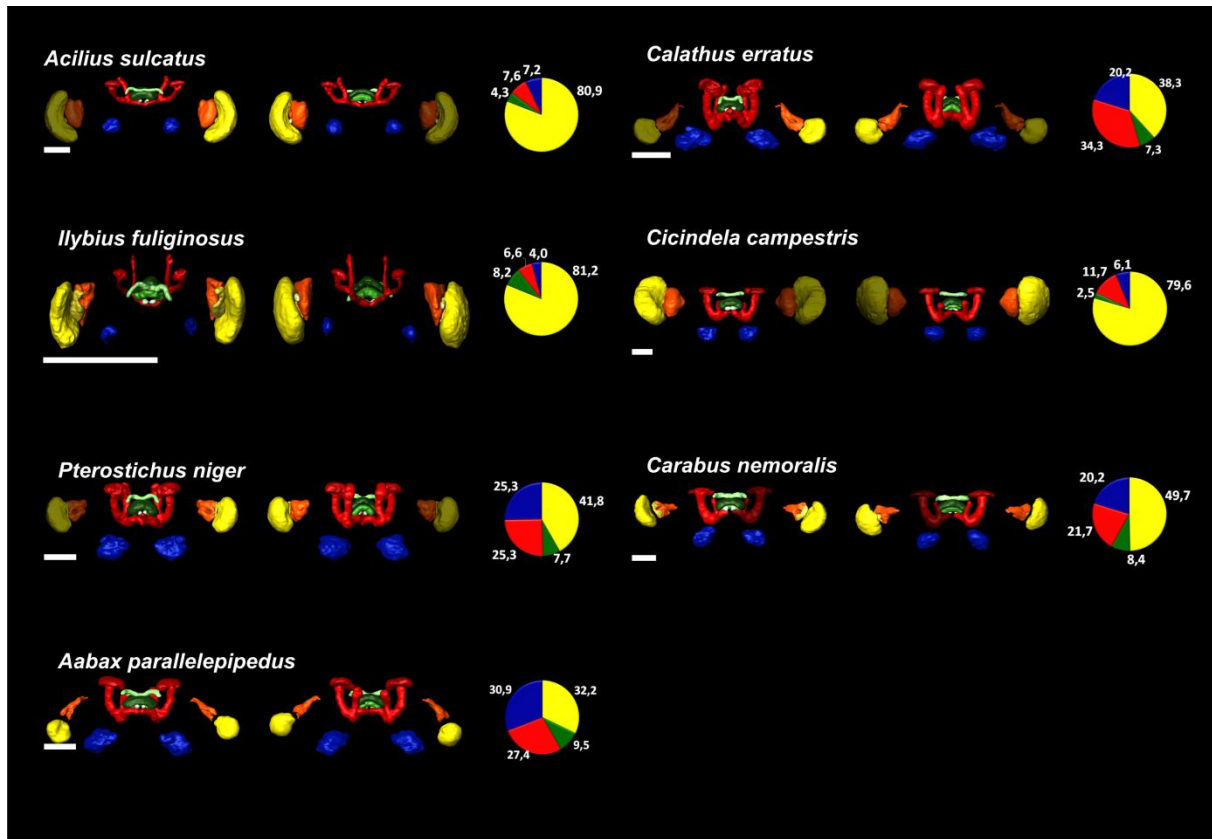 Acilius sulcatus
7,6 7,2
4,3 80,9
Calathus erratus
20,2 38,3
34,3 7,3
Ilybius fuliginosus
6,6 4,0
8,2 81,2
Cicindela campestris
11,7 6,1
2,5 79,6
Pterostichus niger
25,3 41,8
25,3 7,7
Carabus nemoralis
20,2 49,7
21,7 8,4
Aabax parallelepipedus
30,9 32,2
27,4 9,5